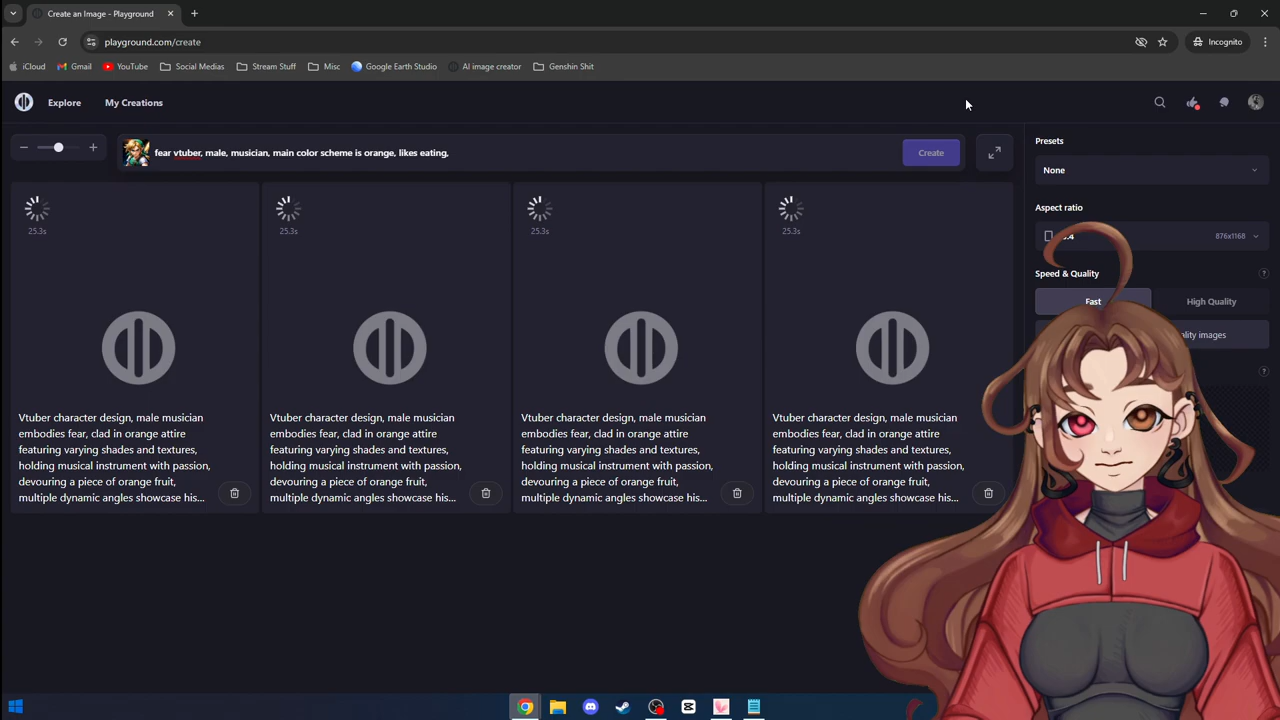 Create an Image - Playground
playground.com/create
Incognito
iCloud
Gmail
YouTube
Social Medias
Stream Stuff
Misc
Google Earth Studio
AI image creator
Genshin Shit
Explore
My Creations
fear vtuber, male, musician, main color scheme is orange, likes eating,
Create
25.3s
25.3s
25.3s
25.3s
Vtuber character design, male musician
embodies fear, clad in orange attire
featuring varying shades and textures,
holding musical instrument with passion,
devouring a piece of orange fruit,
multiple dynamic angles showcase his...
Vtuber character design, male musician
embodies fear, clad in orange attire
featuring varying shades and textures,
holding musical instrument with passion,
devouring a piece of orange fruit,
multiple dynamic angles showcase his...
Vtuber character design, male musician
embodies fear, clad in orange attire
featuring varying shades and textures,
holding musical instrument with passion,
devouring a piece of orange fruit,
multiple dynamic angles showcase his...
Vtuber character design, male musician
embodies fear, clad in orange attire
featuring varying shades and textures,
holding musical instrument with passion,
devouring a piece of orange fruit,
multiple dynamic angles showcase his...
Presets
None
Aspect ratio
876x1168
Speed & Quality
Fast
High Quality
images